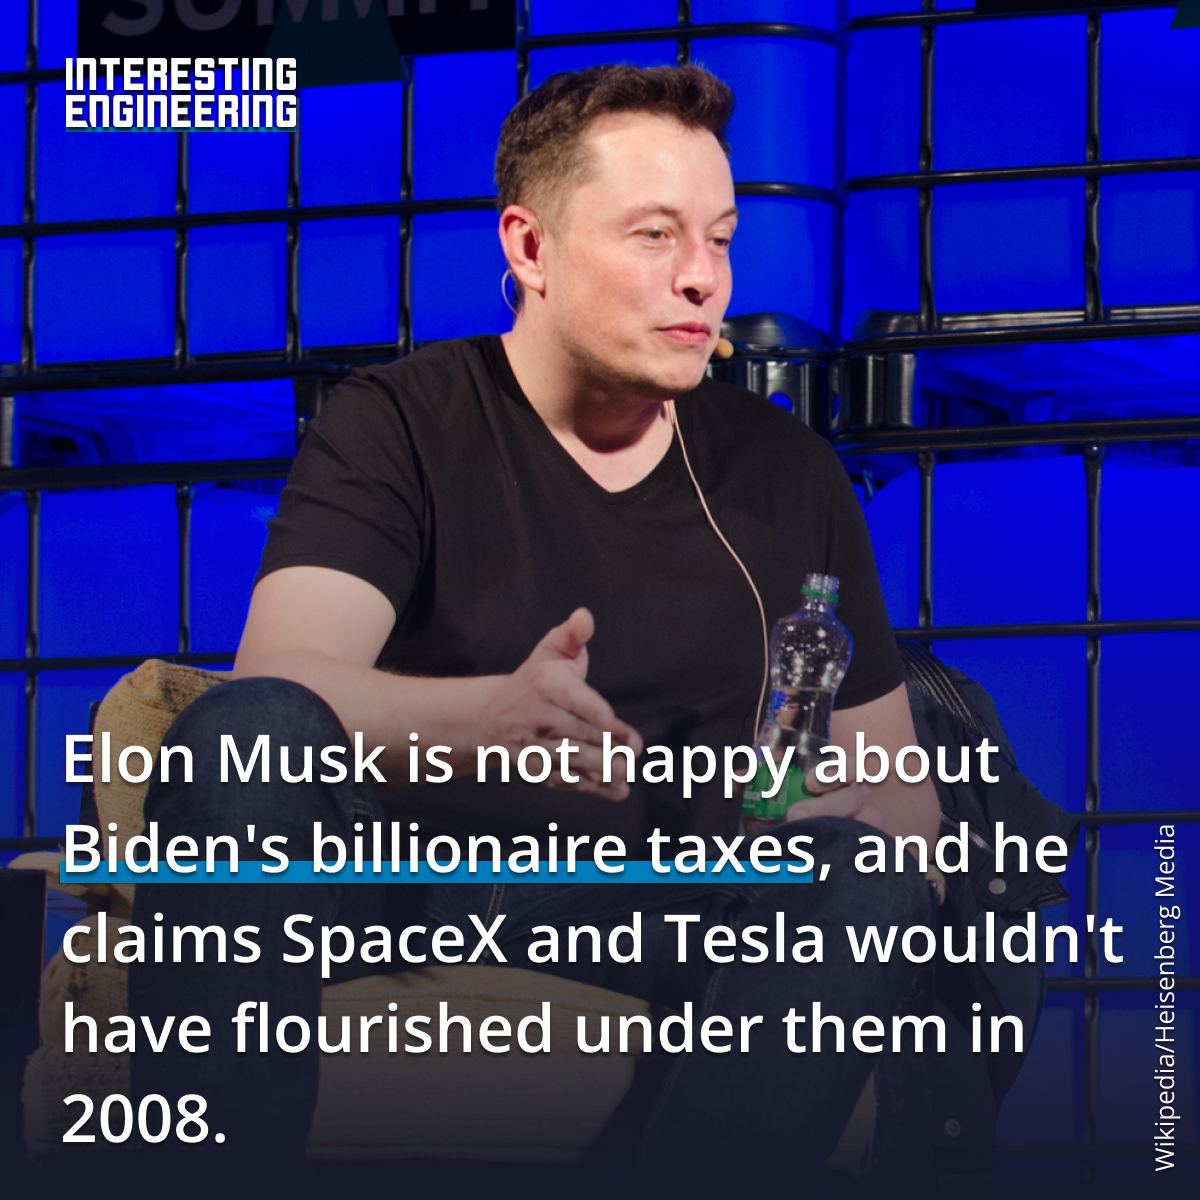 SUMMIT
INTERESTING
ENGINEERING
Elon Musk is not happy about
Biden's billionaire taxes, and he
claims SpaceX and Tesla wouldn't
have flourished under them in
2008.
Wikipedia/Heisenberg Media